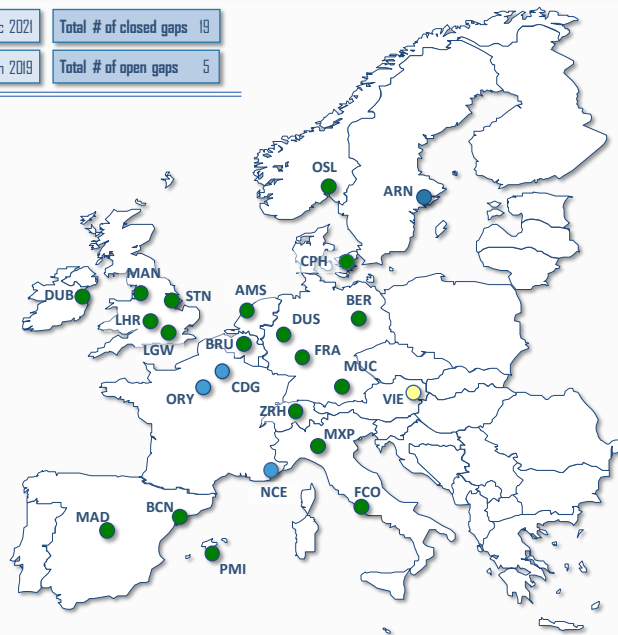 2021
Total # of closed gaps 19
2019
Total # of open gaps 5
OSL
ARN
CPH
MAN
DUB
STN
AMS
BER
LHR
DUS
LGW
BRU
FRA
MUC
CDG
ORY
VIE
ZRH
MXP
NCE
FCO
BCN
MAD
PMI